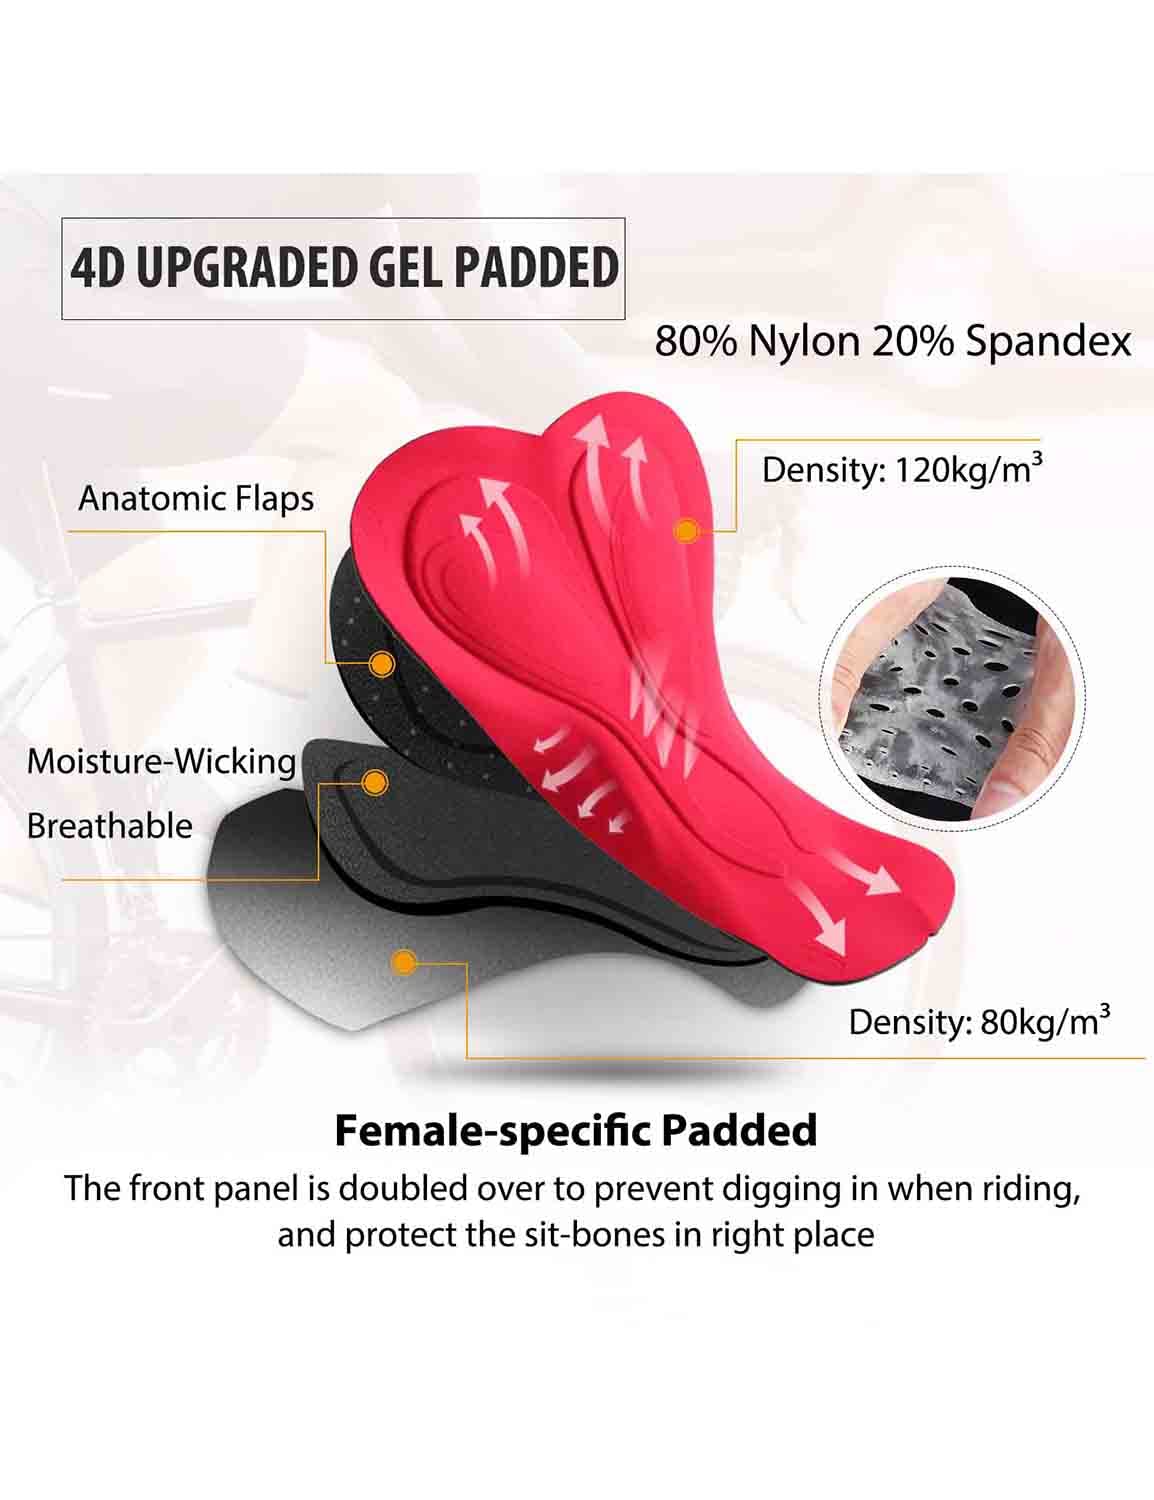 4D UPGRADED GEL PADDED
80% Nylon 20% Spandex
Density: 120kg/m³
Anatomic Flaps
Moisture-Wicking
Breathable
Density: 80kg/m³
Female-specific Padded
The front panel is doubled over to prevent digging in when riding,
and protect the sit-bones in right place